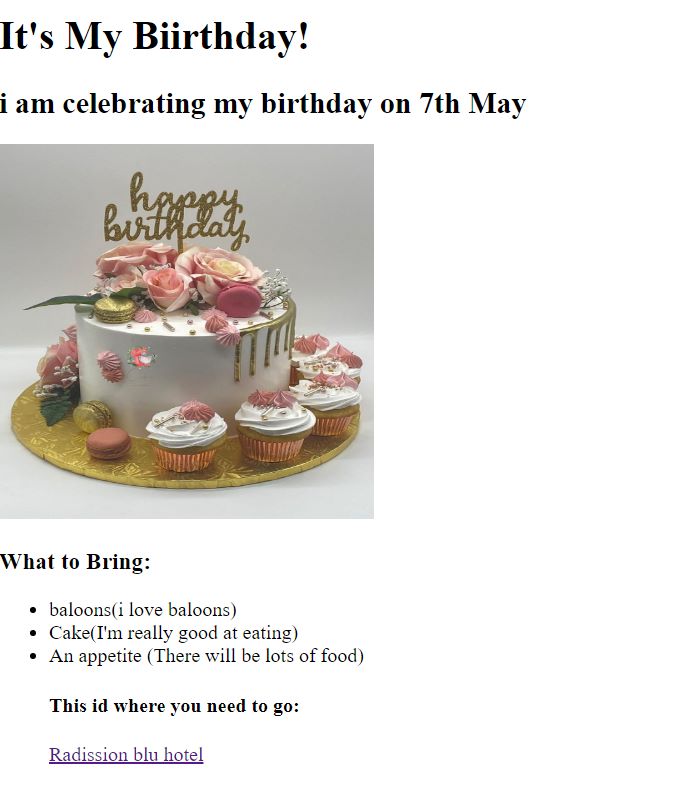 It's My Biirthday!
i am celebrating my birthday on 7th May
happy
birthday
What to Bring:
baloons(i love baloons)
Cake(I'm really good at eating)
An appetite (There will be lots of food)
This id where you need to go:
Radission blu hotel